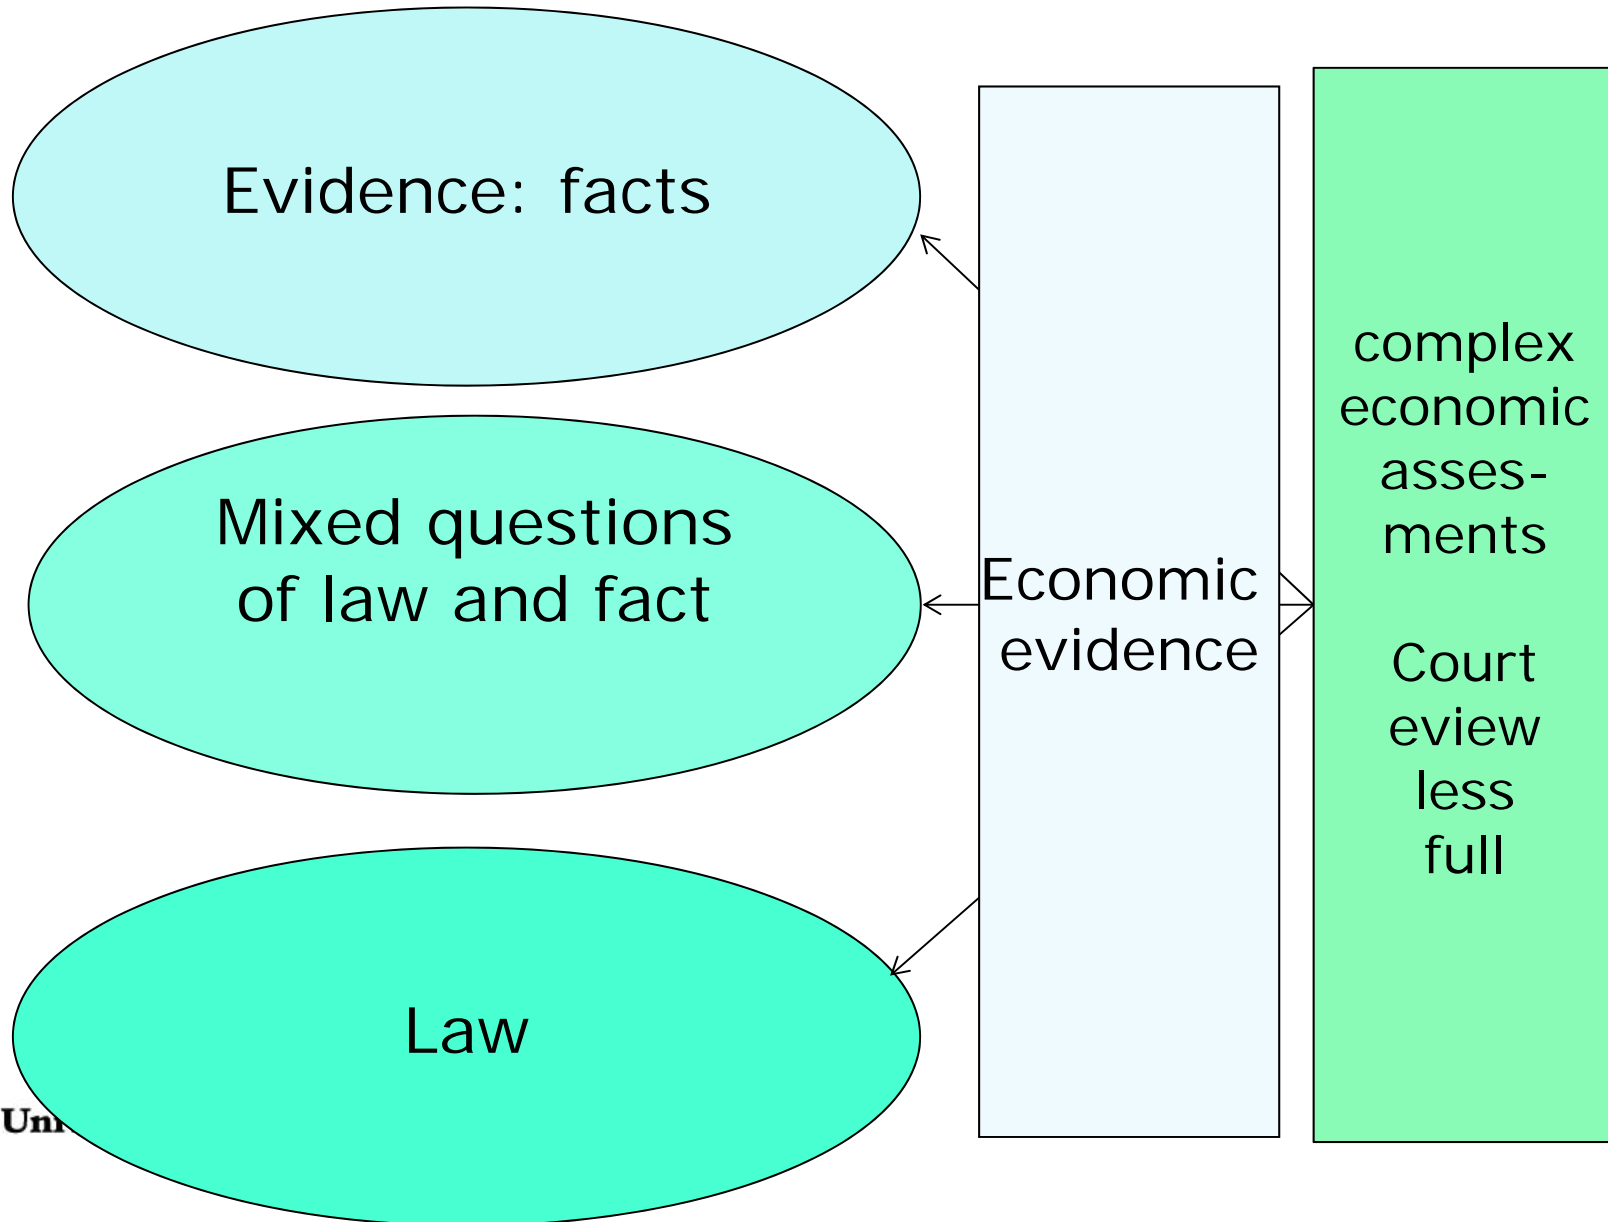 Evidence: facts
Mixed questions
of law and fact
Law
Economic
evidence
complex
economic
asses-
ments
Court
eview
less
full